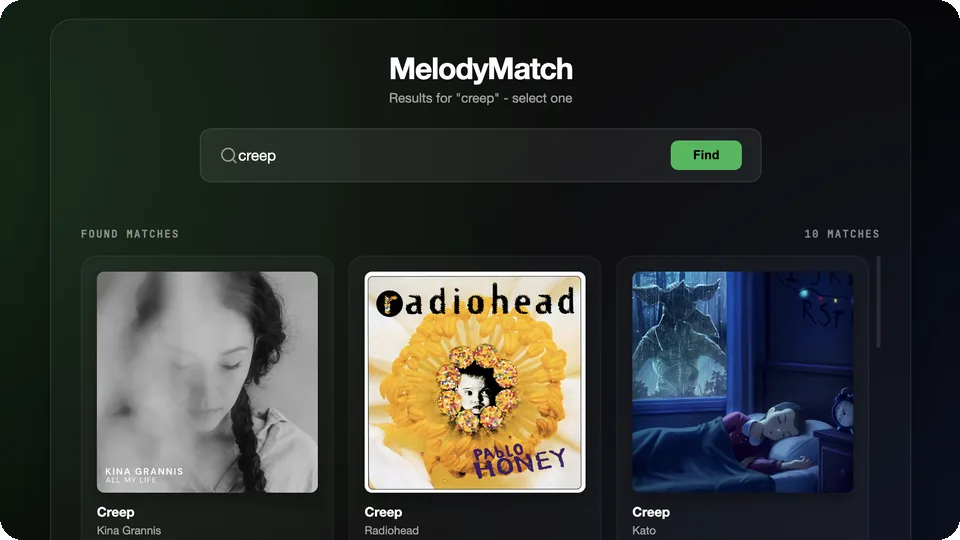 MelodyMatch
Results for "creep" - select one
creep
Find
FOUND MATCHES
10 MATCHES
KINA GRANNIS
ALL MY LIFE
radiohead
PABLO
HONEY
Creep
Kina Grannis
Creep
Radiohead
Creep
Kato